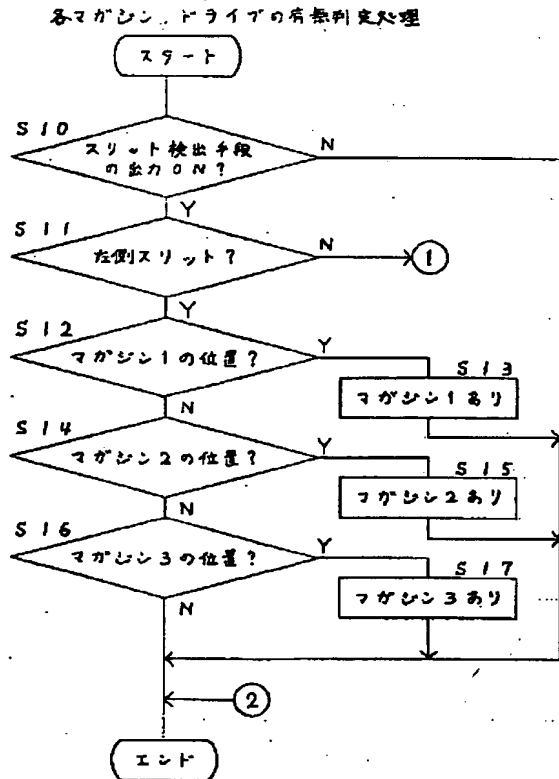 各マガジン、ドライブの有無判定処理
スタート
S10
スリット検出手段
の出力ON?
N
Y
S11
左側スリット?
N
①
Y
S12
マガジン1の位置?
Y
S13
マガジン1あり
N
S14
マガジン2の位置?
Y
S15
マガジン2あり
N
S16
マガジン3の位置?
Y
S17
マガジン3あり
N
②
エンド